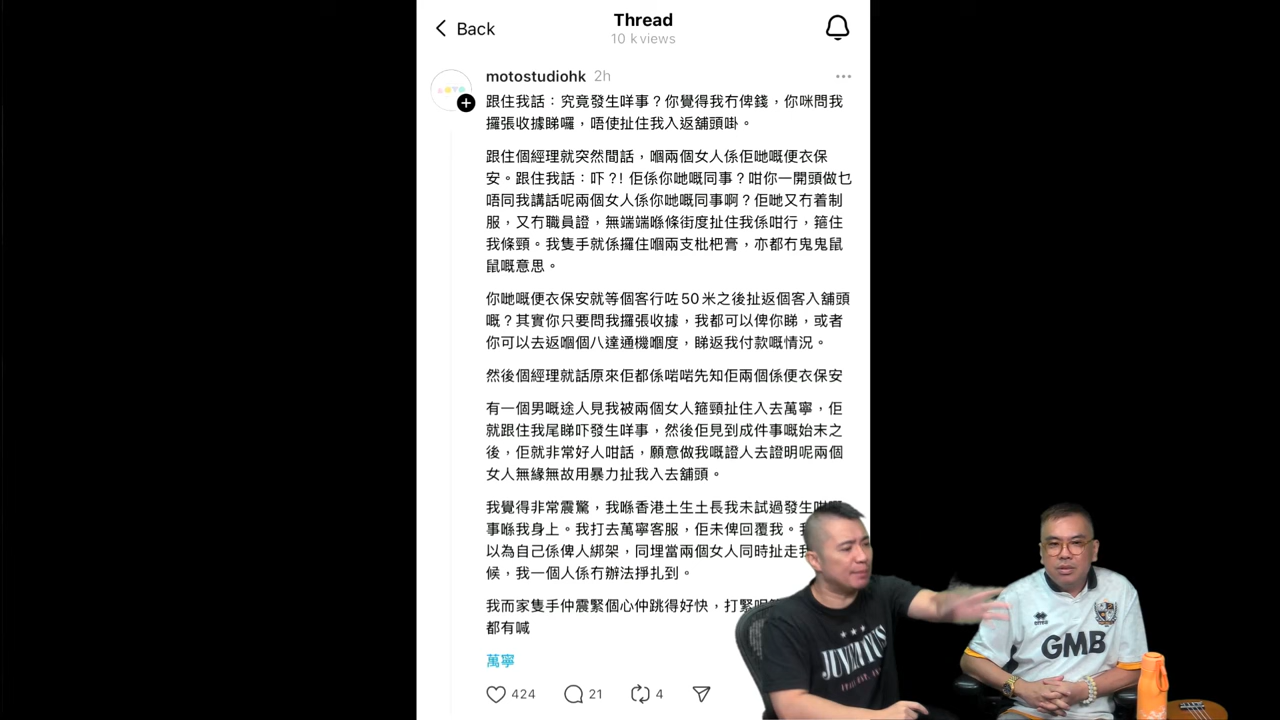 Back
Thread
10 k views
motostudiohk 2h
跟住我話：究竟發生咩事？你覺得我冇俾錢，你咪問我
攞張收據睇囉，唔使扯住我入返舖頭啩。
跟住個經理就突然間話，嗰兩個女人係佢哋嘅便衣保
安。跟住我話：吓？! 佢係你哋嘅同事？咁你一開頭做乜
唔同我講話呢兩個女人係你哋嘅同事啊？佢哋又冇着制
服，又冇職員證，無端端喺條街度扯住我係咁行，箍住
我條頸。我隻手就係攞住嗰兩支枇杷膏，亦都冇鬼鬼鼠
鼠嘅意思。
你哋嘅便衣保安就等個客行咗50米之後扯返個客入舖頭
嘅？其實你只要問我攞張收據，我都可以俾你睇，或者
你可以去返嗰個八達通機嗰度，睇返我付款嘅情況。
然後個經理就話原來佢都係啱啱先知佢兩個係便衣保安
有一個男嘅途人見我被兩個女人箍頸扯住入去萬寧，佢
就跟住我尾睇吓發生咩事，然後佢見到成件事嘅始末之
後，佢就非常好人咁話，願意做我嘅證人去證明呢兩個
女人無緣無故用暴力扯我入去舖頭。
我覺得非常震驚，我喺香港土生土長我未試過發生
事喺我身上。我打去萬寧客服，佢未俾回覆我。
以為自己係俾人綁架，同埋當兩個女人同時扯走
候，我一個人係冇辦法掙扎到。
我而家隻手仲震緊個心仲跳得好快，打緊
都有喊
萬寧
424 21 4
JUVENTUS
GMB